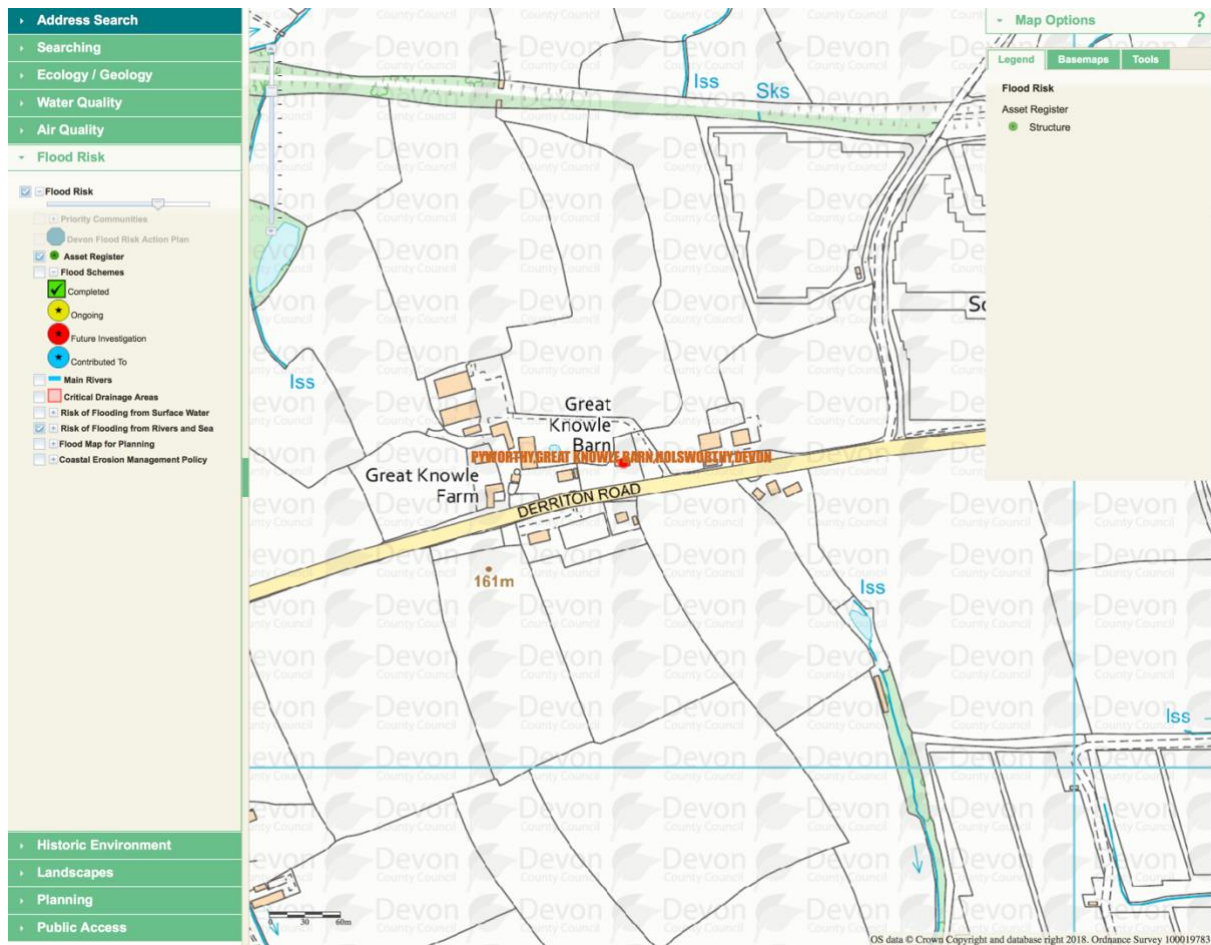 Address Search
Searching
Ecology / Geology
Water Quality
Air Quality
Flood Risk
Flood Risk
Priority Communities
Devon Flood Risk Action Plan
Asset Register
Flood Schemes
Completed
Ongoing
Future Investigation
Contributed To
Main Rivers
Critical Drainage Areas
Risk of Flooding from Surface Water
Risk of Flooding from Rivers and Sea
Flood Map for Planning
Coastal Erosion Management Policy
Historic Environment
Landscapes
Planning
Public Access
Map Options
?
Legend
Basemaps
Tools
Flood Risk
Asset Register
Structure
Iss
Sks
Iss
Great
Knowle
Barn
PYWORTHY,GREAT KNOWLE BARN,HOLSWORTHY,DEVON
Great Knowle
Farm
DERRITON ROAD
161m
Iss
Iss
Devon
County Council
0 30 60m
OS data © Crown Copyright and database right 2018. Ordnance Survey 100019783